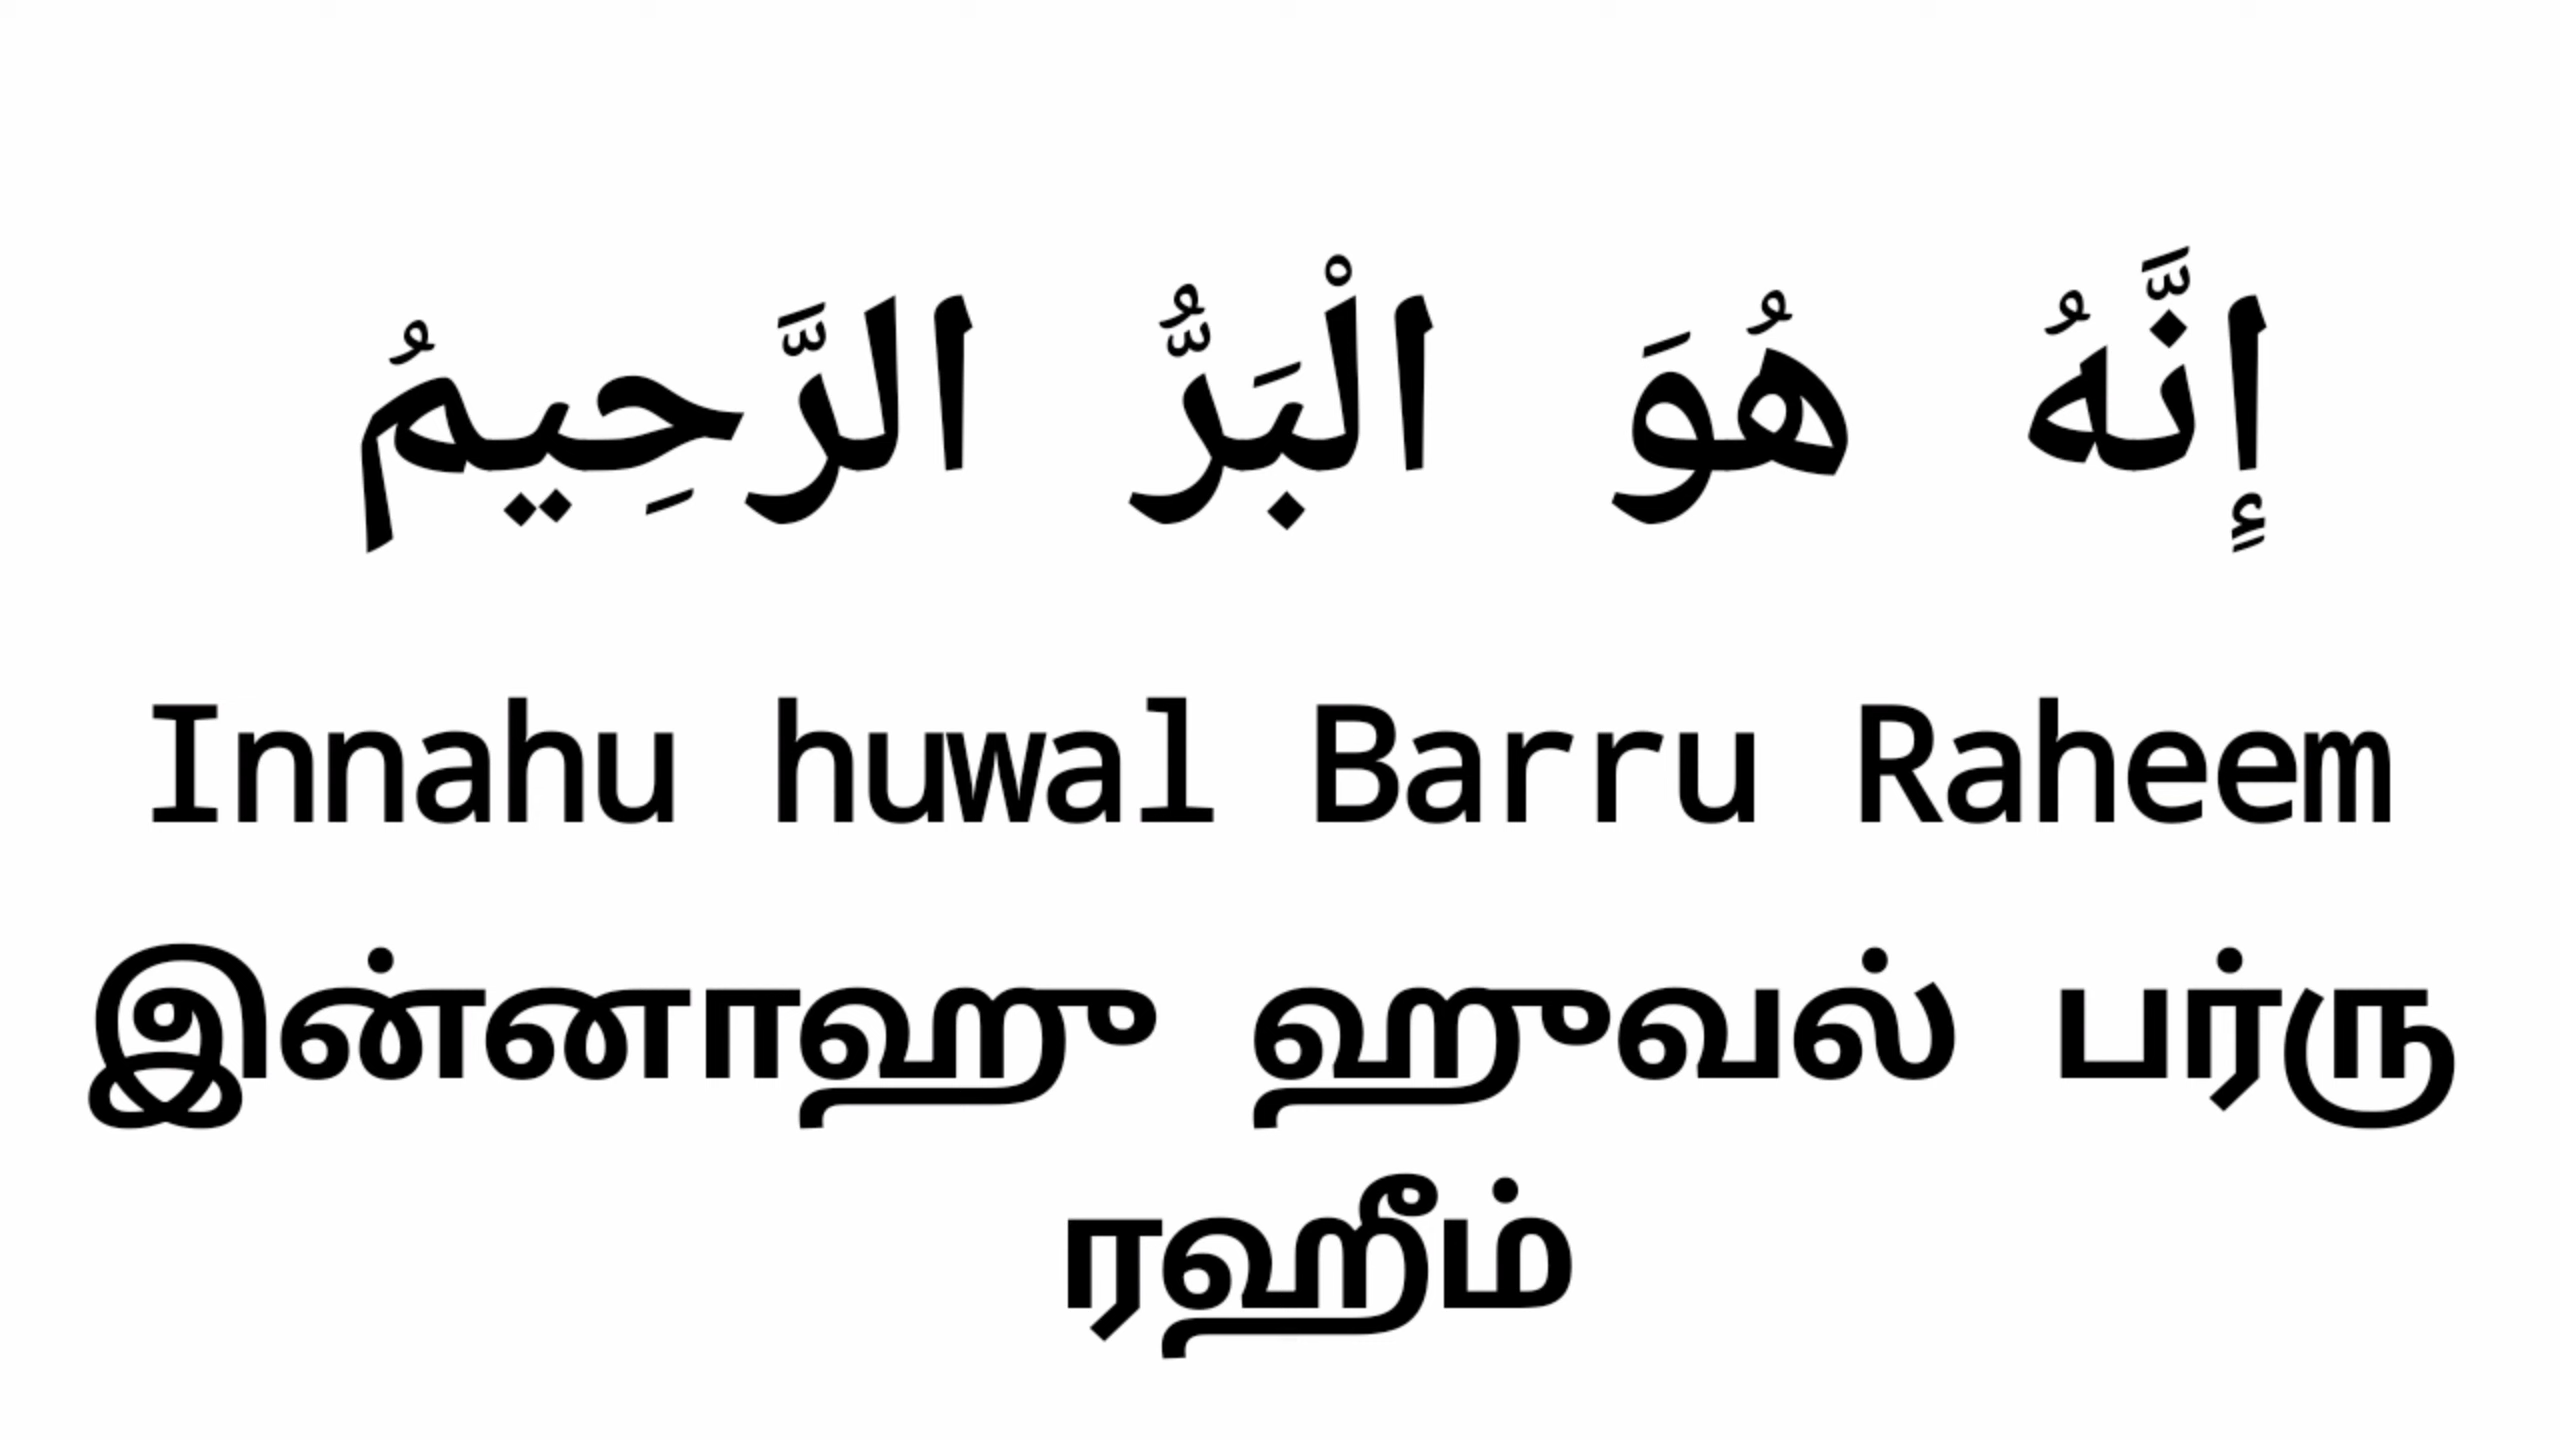 إِنَّهُ هُوَ الْبَرُّ الرَّحِيمُ
Innahu huwal Barru Raheem
இன்னாஹு ஹுவல் பர்ரு
ரஹீம்